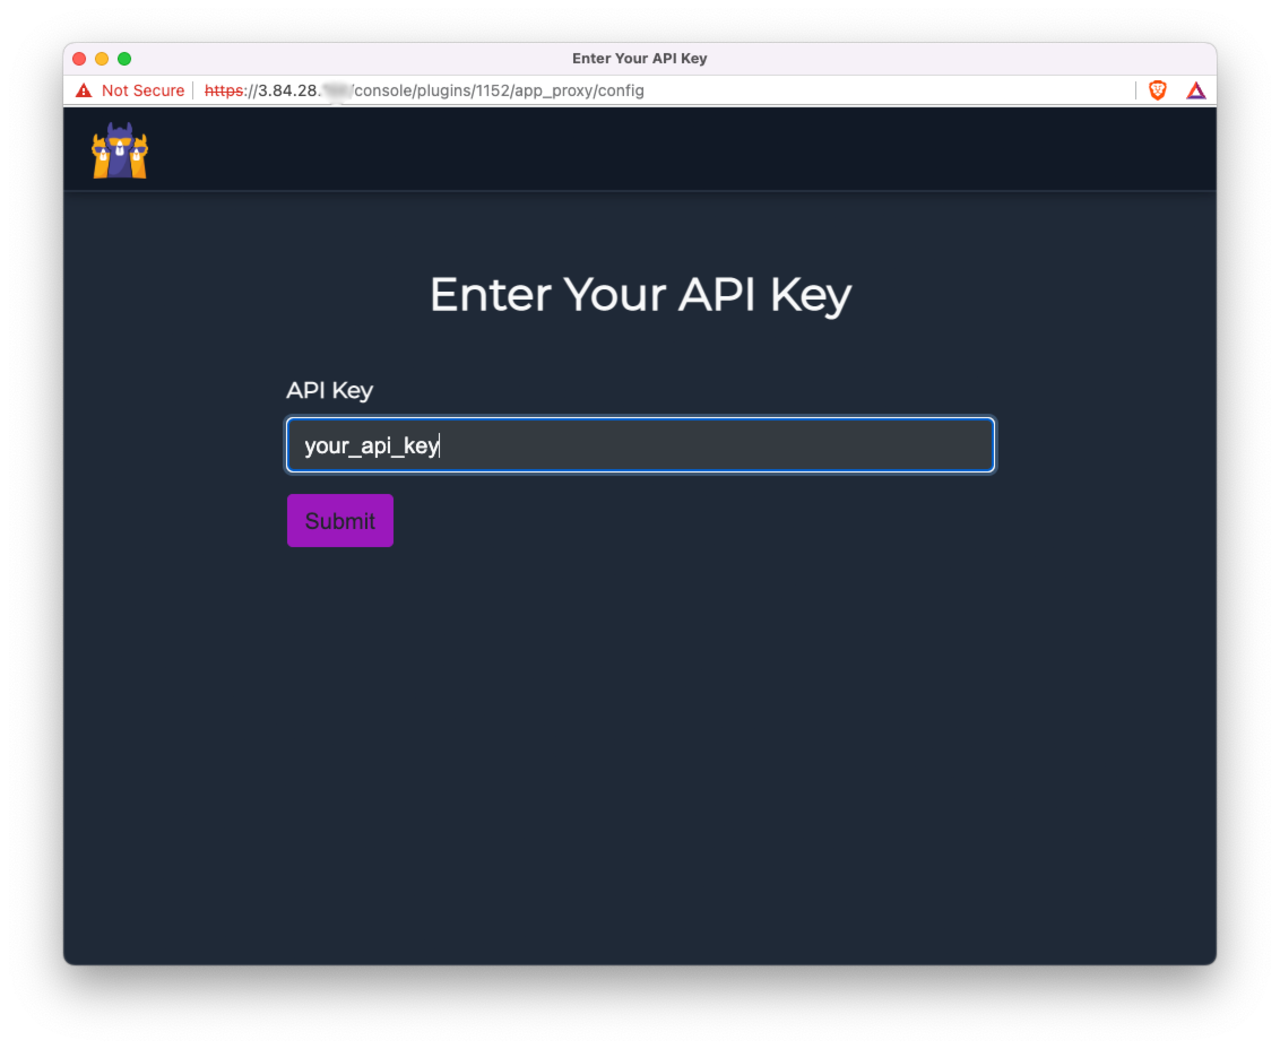 Enter Your API Key
Not Secure https://3.84.28. /console/plugins/1152/app_proxy/config
Enter Your API Key
API Key
your_api_key
Submit